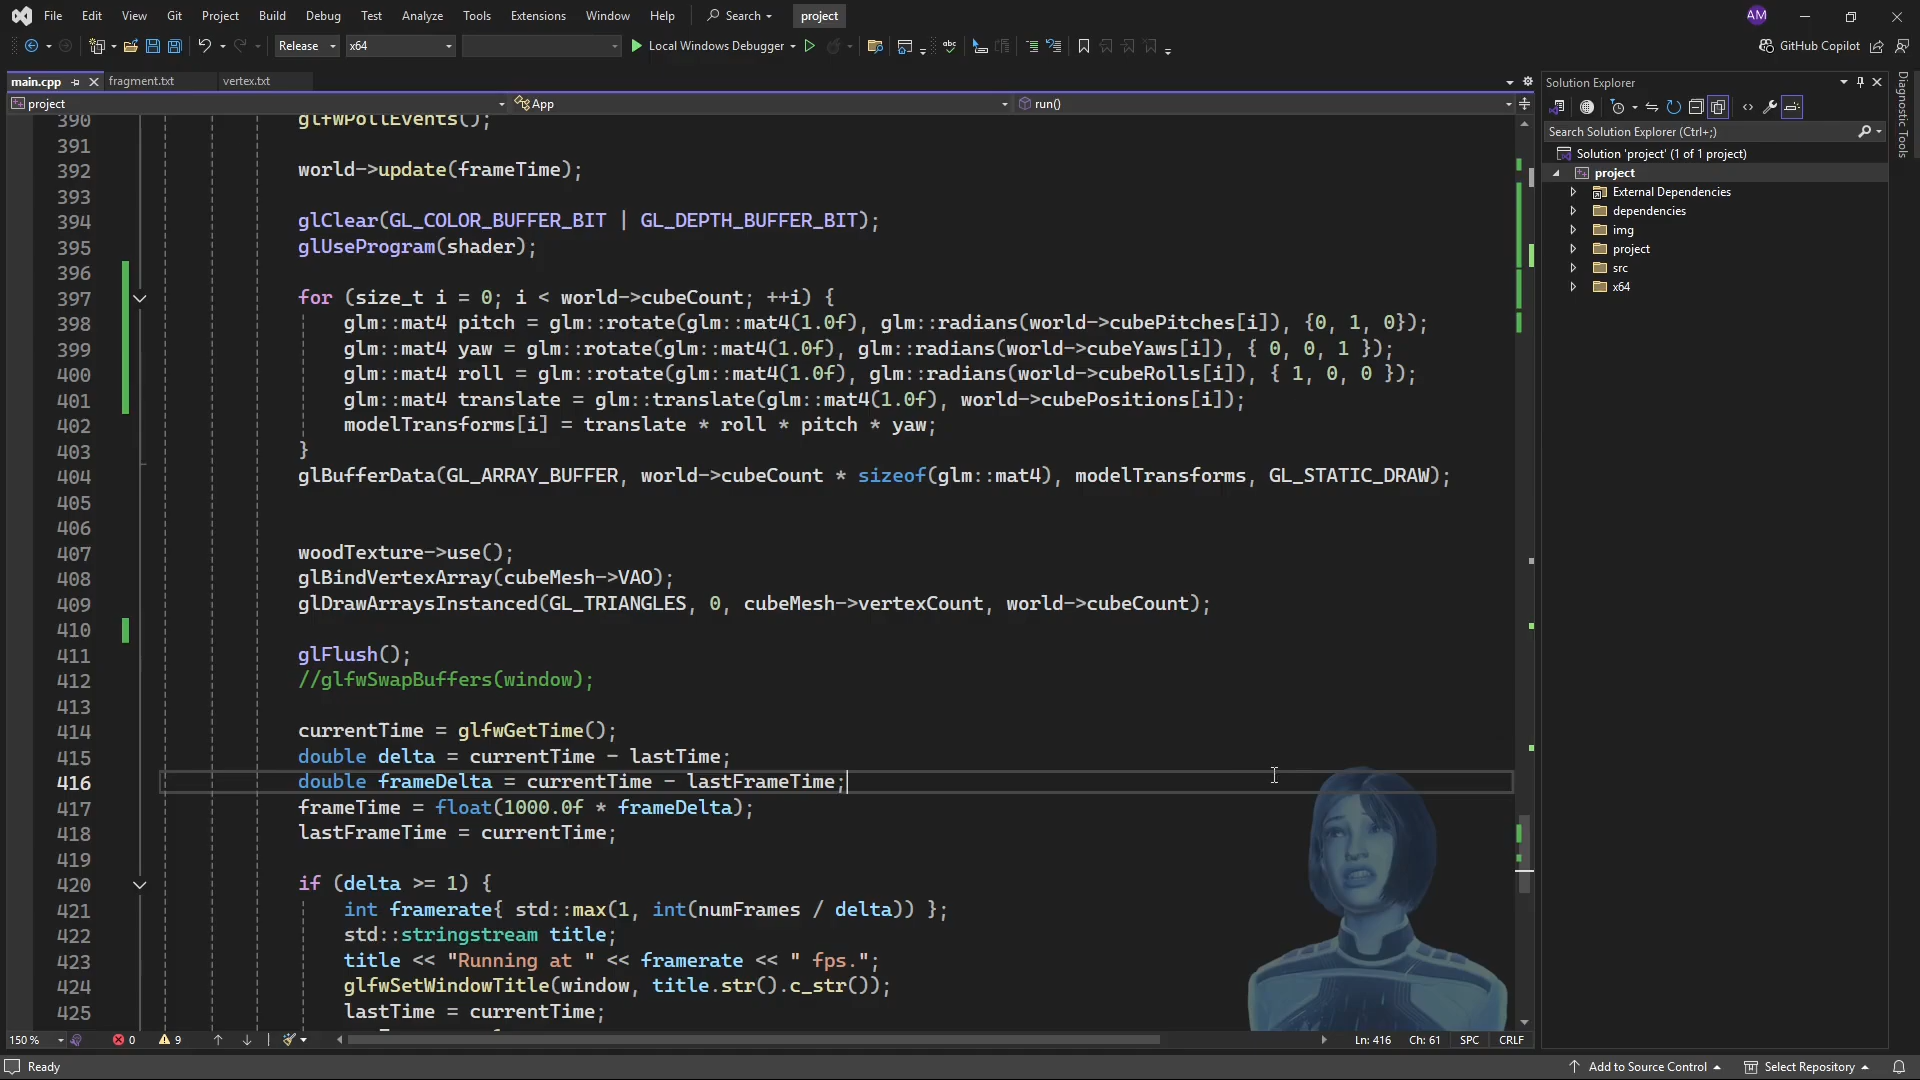 File Edit View Git Project Build Debug Test Analyze Tools Extensions Window Help Search project AM
Release x64 Local Windows Debugger GitHub Copilot
main.cpp fragment.txt vertex.txt
project App run()
390 glfwPollEvents();
391
392 world->update(frameTime);
393
394 glClear(GL_COLOR_BUFFER_BIT | GL_DEPTH_BUFFER_BIT);
395 glUseProgram(shader);
396
397 for (size_t i = 0; i < world->cubeCount; ++i) {
398 glm::mat4 pitch = glm::rotate(glm::mat4(1.0f), glm::radians(world->cubePitches[i]), {0, 1, 0});
399 glm::mat4 yaw = glm::rotate(glm::mat4(1.0f), glm::radians(world->cubeYaws[i]), { 0, 0, 1 });
400 glm::mat4 roll = glm::rotate(glm::mat4(1.0f), glm::radians(world->cubeRolls[i]), { 1, 0, 0 });
401 glm::mat4 translate = glm::translate(glm::mat4(1.0f), world->cubePositions[i]);
402 modelTransforms[i] = translate * roll * pitch * yaw;
403 }
404 glBufferData(GL_ARRAY_BUFFER, world->cubeCount * sizeof(glm::mat4), modelTransforms, GL_STATIC_DRAW);
405
406
407 woodTexture->use();
408 glBindVertexArray(cubeMesh->VAO);
409 glDrawArraysInstanced(GL_TRIANGLES, 0, cubeMesh->vertexCount, world->cubeCount);
410
411 glFlush();
412 //glfwSwapBuffers(window);
413
414 currentTime = glfwGetTime();
415 double delta = currentTime - lastTime;
416 double frameDelta = currentTime - lastFrameTime;
417 frameTime = float(1000.0f * frameDelta);
418 lastFrameTime = currentTime;
419
420 if (delta >= 1) {
421 int framerate{ std::max(1, int(numFrames / delta)) };
422 std::stringstream title;
423 title << "Running at " << framerate << " fps.";
424 glfwSetWindowTitle(window, title.str().c_str());
425 lastTime = currentTime;
150 % 0 9 Ln: 416 Ch: 61 SPC CRLF
Solution Explorer
Search Solution Explorer (Ctrl+;)
Solution 'project' (1 of 1 project)
project
External Dependencies
dependencies
img
project
src
x64
Diagnostic Tools
Ready Add to Source Control Select Repository